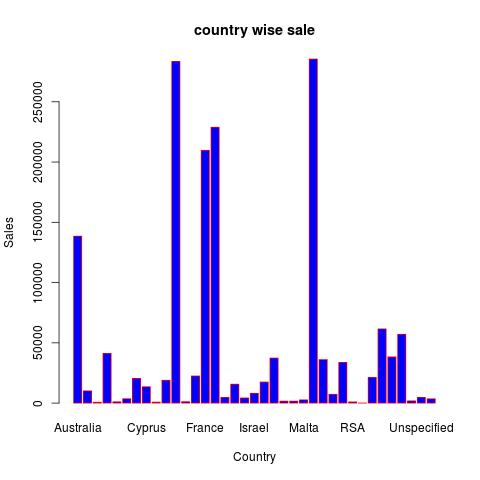 country wise sale
Sales
250000
200000
150000
100000
50000
0
Australia Cyprus France Israel Malta RSA Unspecified
Country